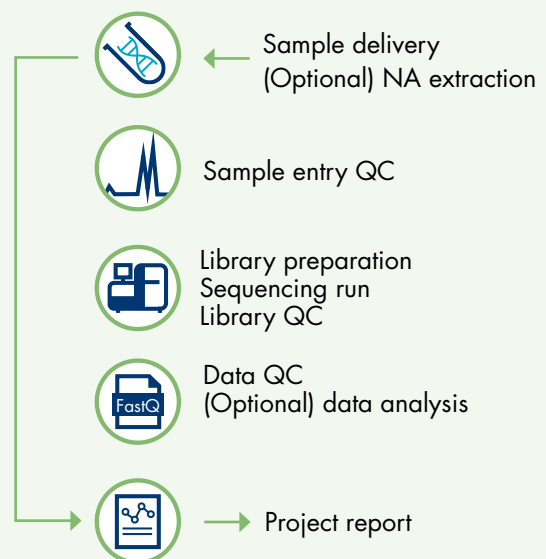 Sample delivery
(Optional) NA extraction
Sample entry QC
Library preparation
Sequencing run
Library QC
FastQ
Data QC
(Optional) data analysis
Project report